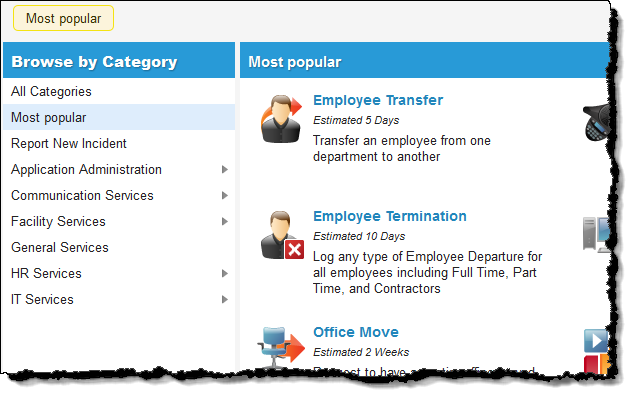 Most popular
Browse by Category
All Categories
Most popular
Report New Incident
Application Administration
Communication Services
Facility Services
General Services
HR Services
IT Services
Most popular
Employee Transfer
Estimated 5 Days
Transfer an employee from one
department to another
Employee Termination
Estimated 10 Days
Log any type of Employee Departure for
all employees including Full Time, Part
Time, and Contractors
Office Move
Estimated 2 Weeks
to have